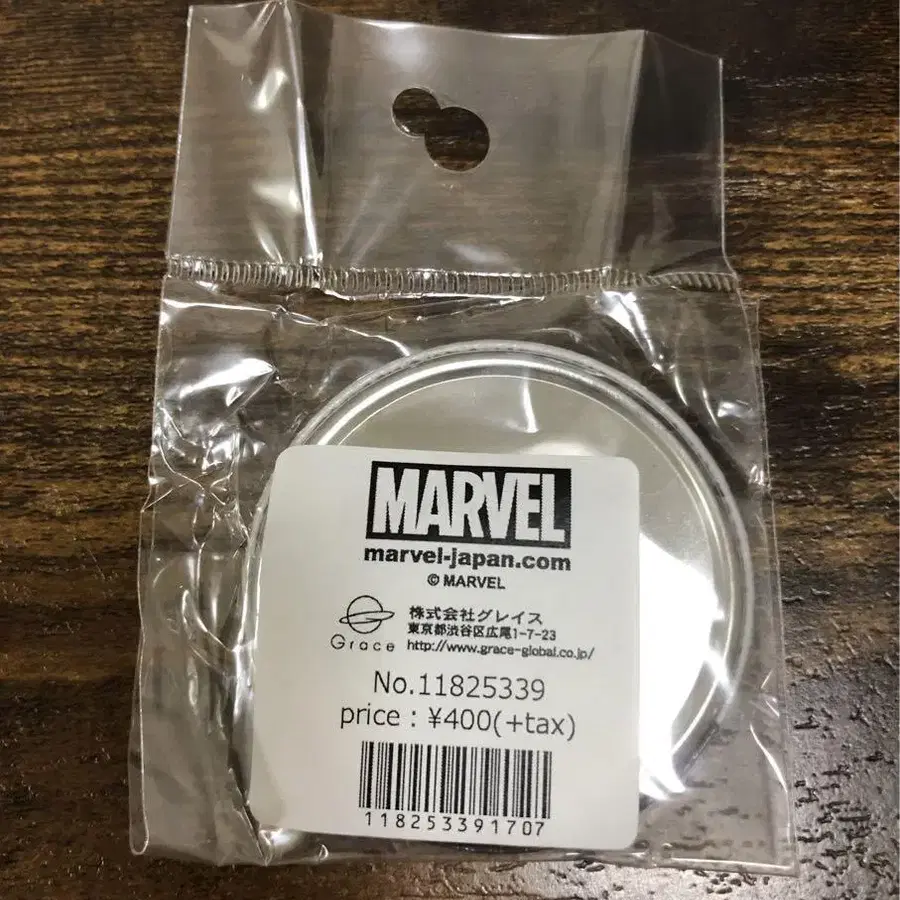 MARVEL
marvel-japan.com
© MARVEL
株式会社グレイス
東京都渋谷区広尾1-7-23
Grace http://www.grace-global.co.jp/
No.11825339
price : ¥400(+tax)
118253391707